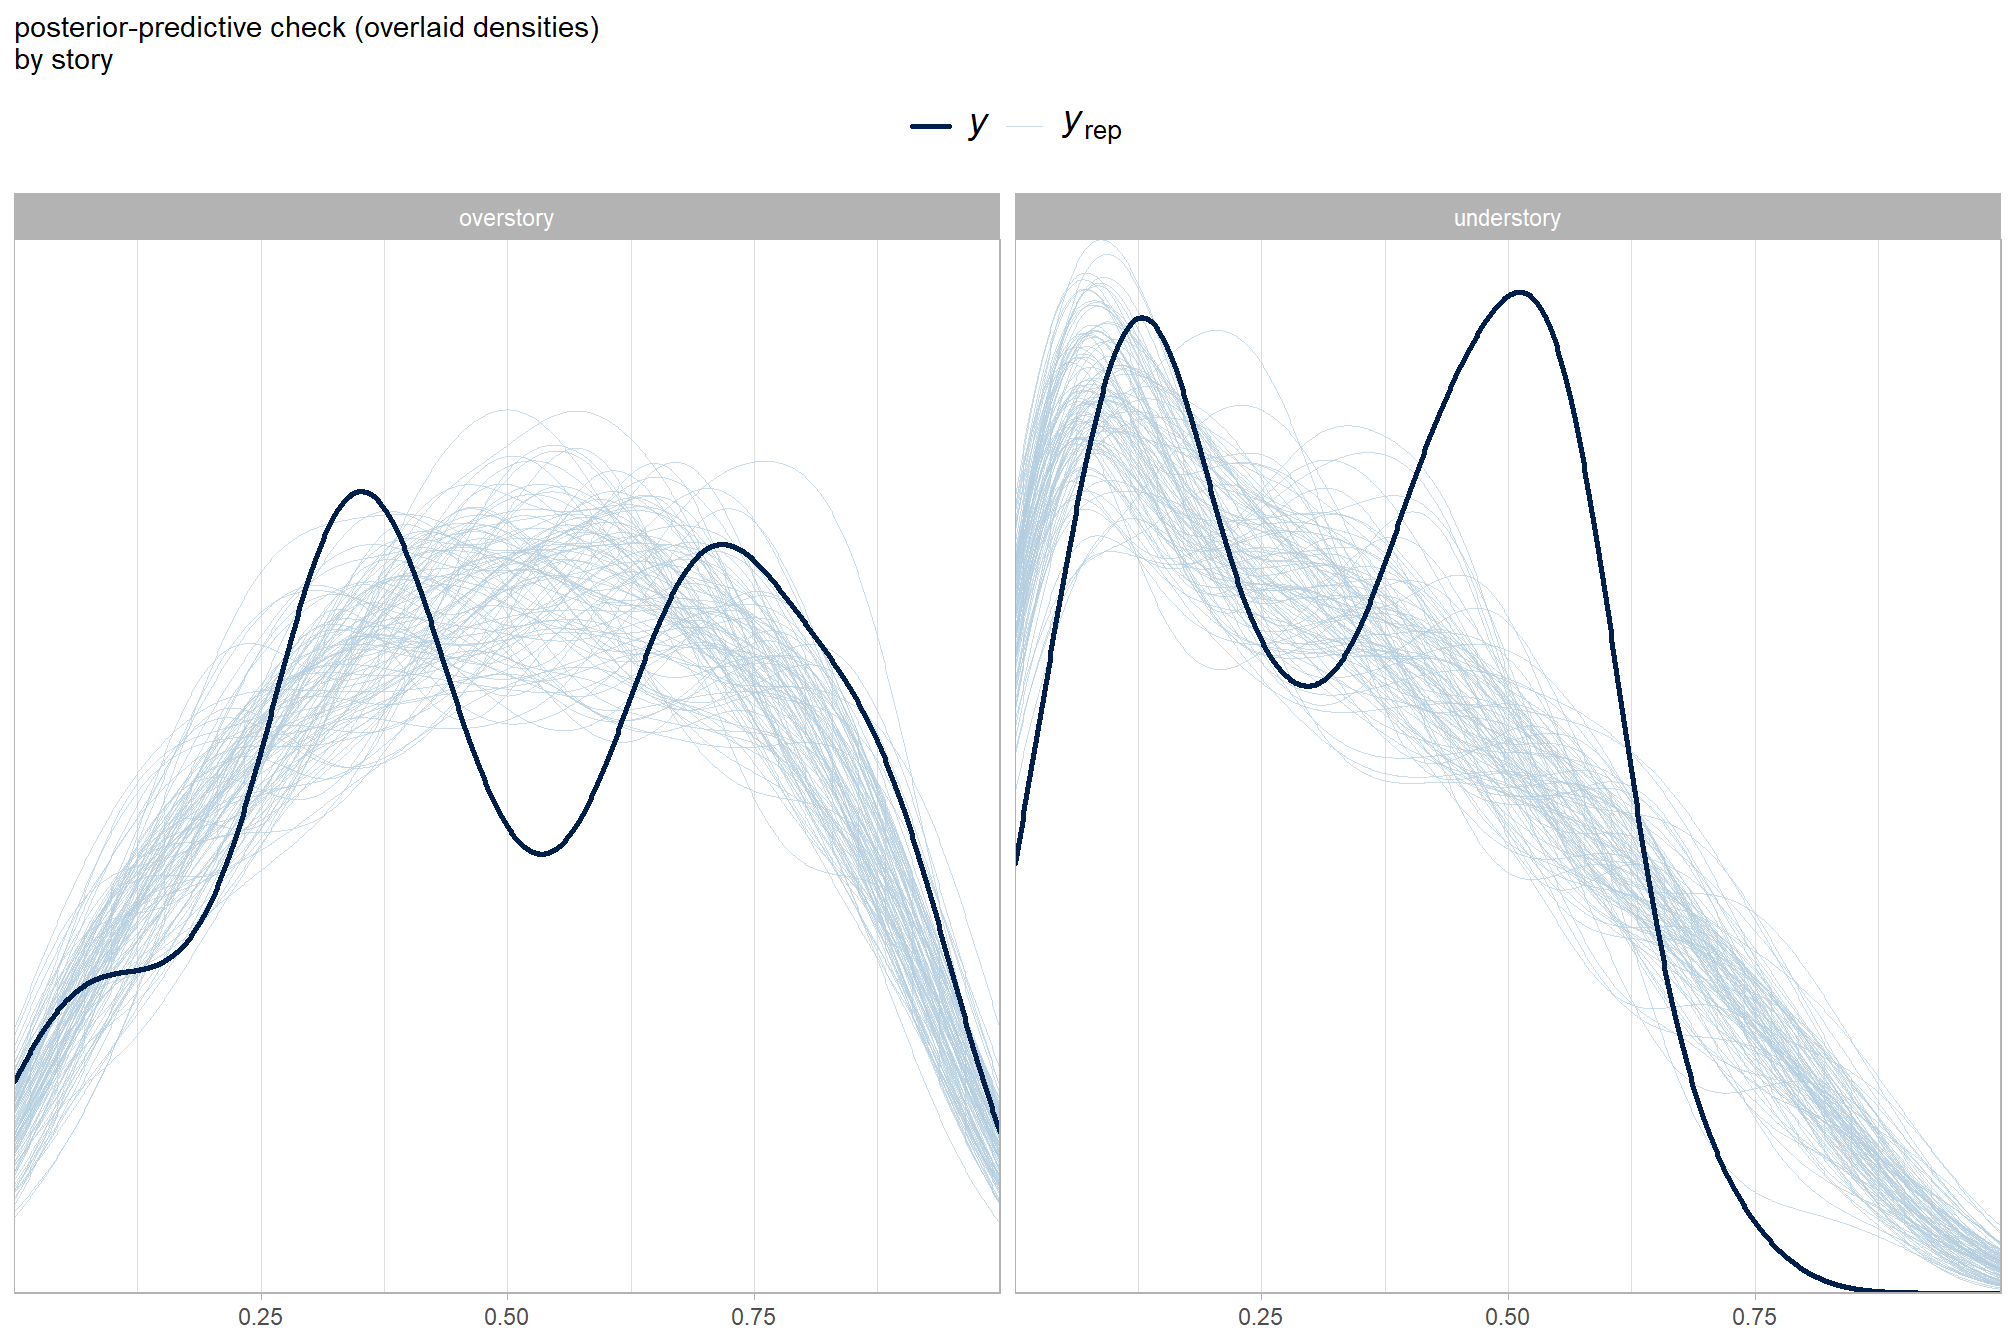 posterior-predictive check (overlaid densities)
by story
y y rep
overstory understory
0.25 0.50 0.75 0.25 0.50 0.75